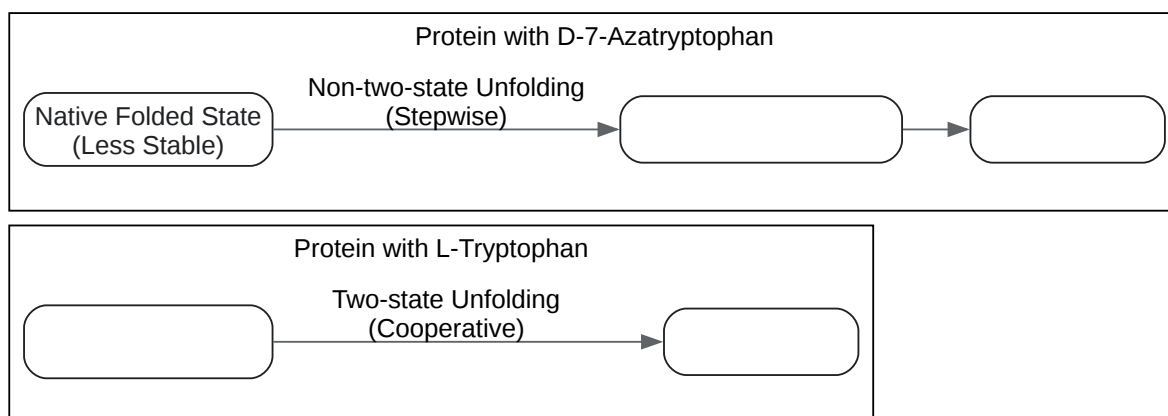 Protein with D-7-Azatryptophan
Native Folded State
(Less Stable)
Non-two-state Unfolding
(Stepwise)
Protein with L-Tryptophan
Two-state Unfolding
(Cooperative)